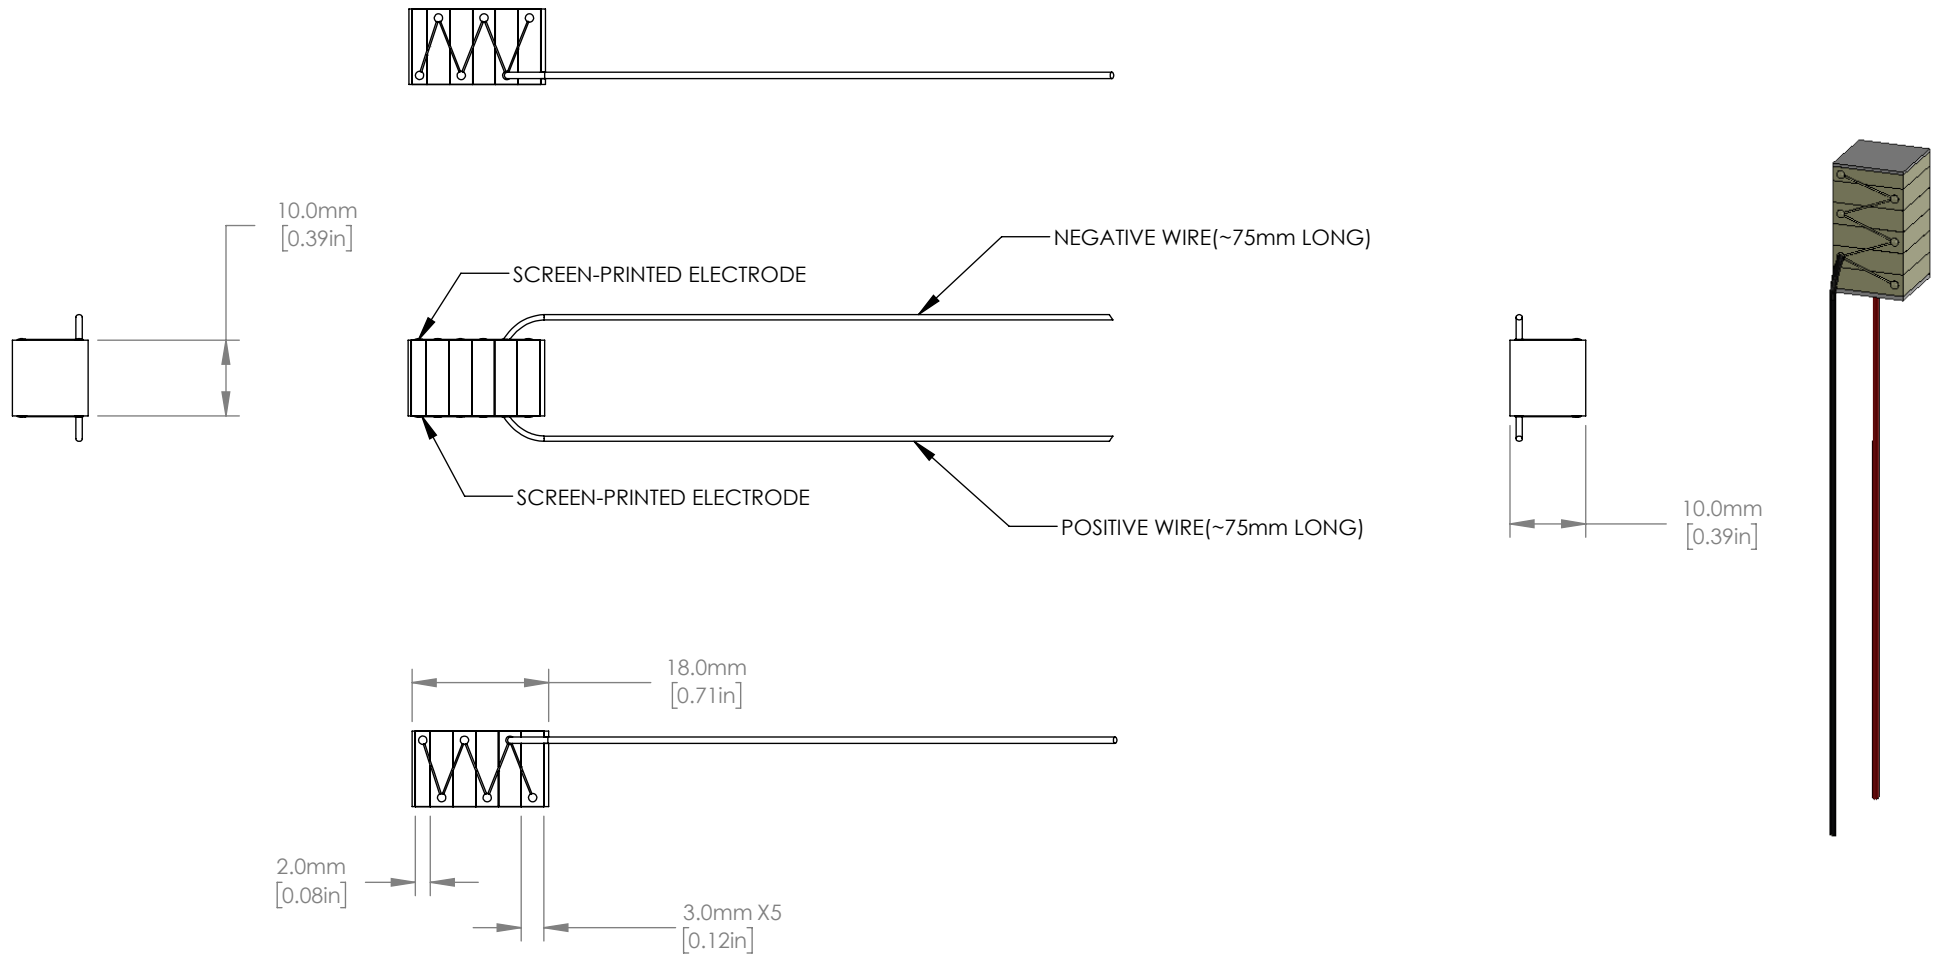 10.0mm
[0.39in]
NEGATIVE WIRE(~75mm LONG)
SCREEN-PRINTED ELECTRODE
SCREEN-PRINTED ELECTRODE
POSITIVE WIRE(~75mm LONG)
10.0mm
[0.39in]
18.0mm
[0.71in]
2.0mm
[0.08in]
3.0mm X5
[0.12in]